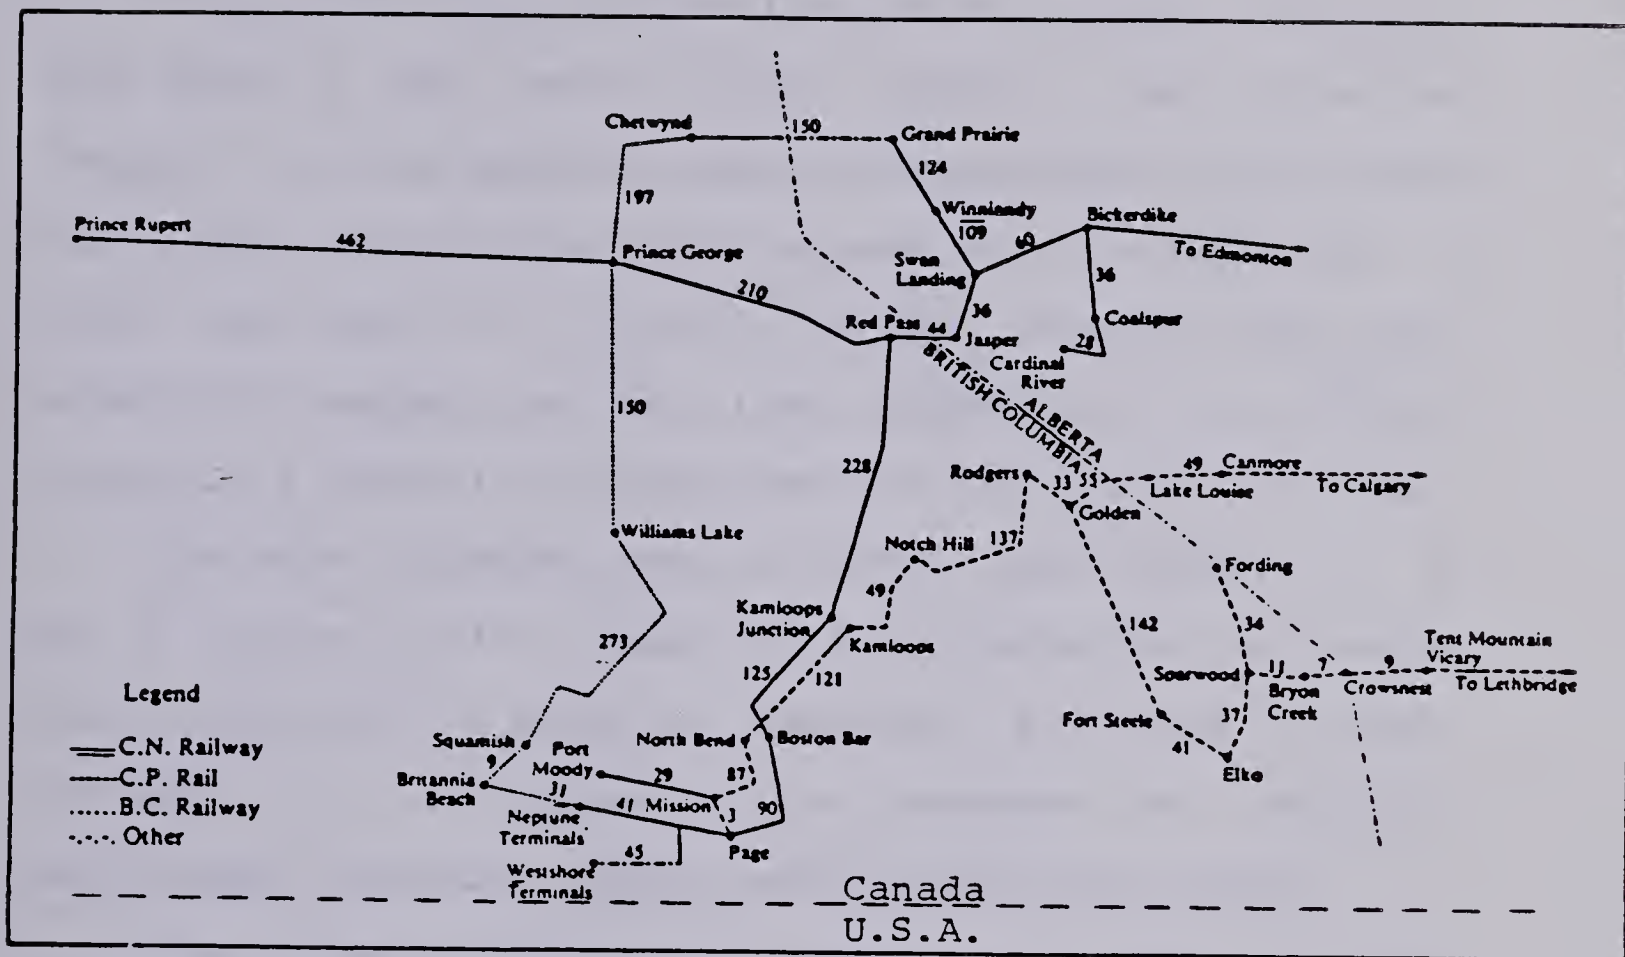 Chetwynd
150
Grand Prairie
124
197
Winniandy
109
Bickerdike
Prince Rupert
462
Prince George
60
To Edmonton
Swan
Landing
36
210
36
Coalspur
Red Pass
44
Jasper
28
Cardinal
River
BRITISH COLUMBIA
ALBERTA
150
228
Rodgers
33
55
49
Canmore
Lake Louise
To Calgary
Golden
Williams Lake
Notch Hill
137
Fording
49
Kamloops
Junction
Kamloops
142
34
273
125
121
Sparwood
11
7
9
Tent Mountain
Vicary
Bryon
Creek
Crowsnest
To Lethbridge
Fort Steele
37
41
Elko
Legend
C.N. Railway
C.P. Rail
B.C. Railway
Other
Squamish
9
Port
Moody
North Bend
Boston Bar
29
87
Britannia
Beach
31
41
Mission
3
90
Neptune
Terminals
Page
45
Westshore
Terminals
Canada
U.S.A.